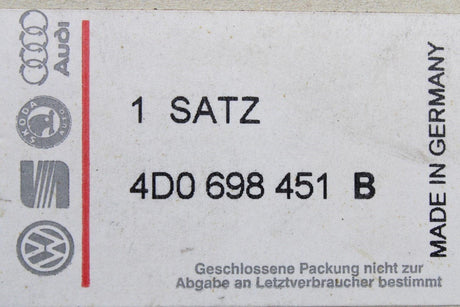 Audi
SKODA
AUTO
1 SATZ
4D0 698 451 B
MADE IN GERMANY
Geschlossene Packung nicht zur
Abgabe an Letztverbraucher bestimmt